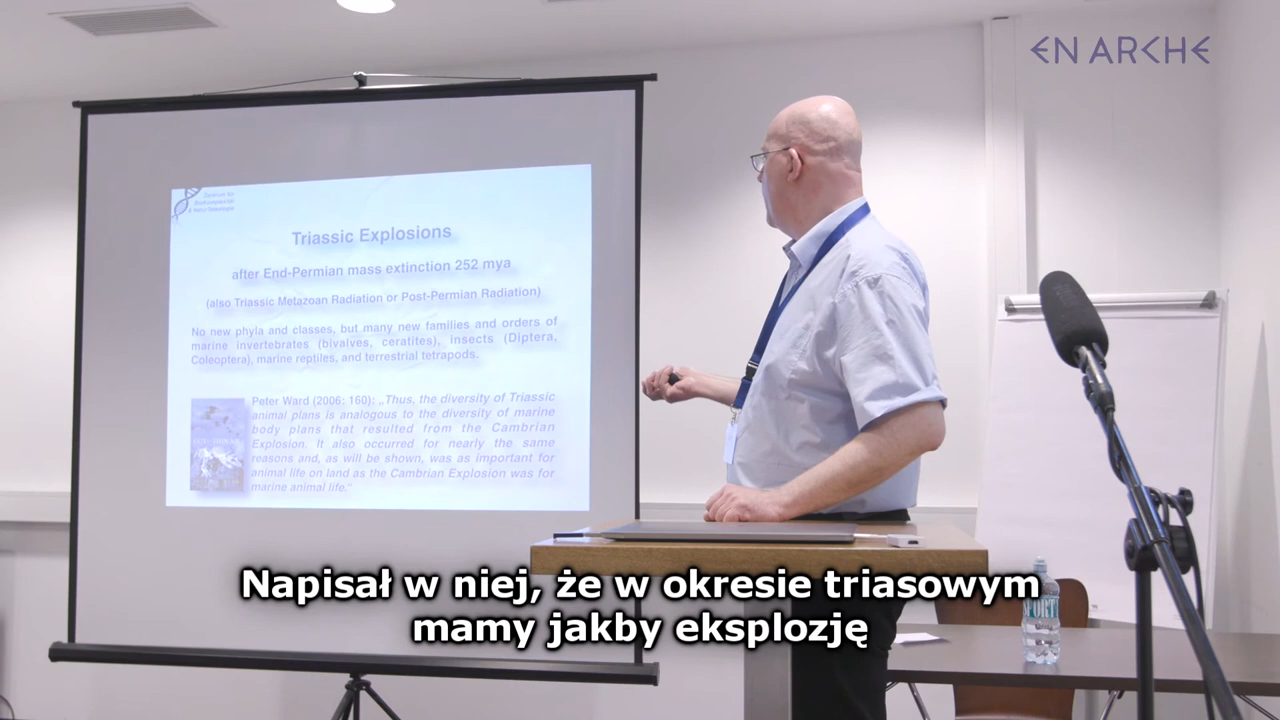 EN ARCHE
Zentrum für
Biokomplexität
& NaturTeleologie
Triassic Explosions
after End-Permian mass extinction 252 mya
(also Triassic Metazoan Radiation or Post-Permian Radiation)
No new phyla and classes, but many new families and orders of
marine invertebrates (bivalves, ceratites), insects (Diptera,
Coleoptera), marine reptiles, and terrestrial tetrapods.
Peter Ward (2006: 160): „Thus, the diversity of Triassic
animal plans is analogous to the diversity of marine
body plans that resulted from the Cambrian
Explosion. It also occurred for nearly the same
reasons and, as will be shown, was as important for
animal life on land as the Cambrian Explosion was for
marine animal life.“
SPORT
Napisał w niej, że w okresie triasowym
mamy jakby eksplozję